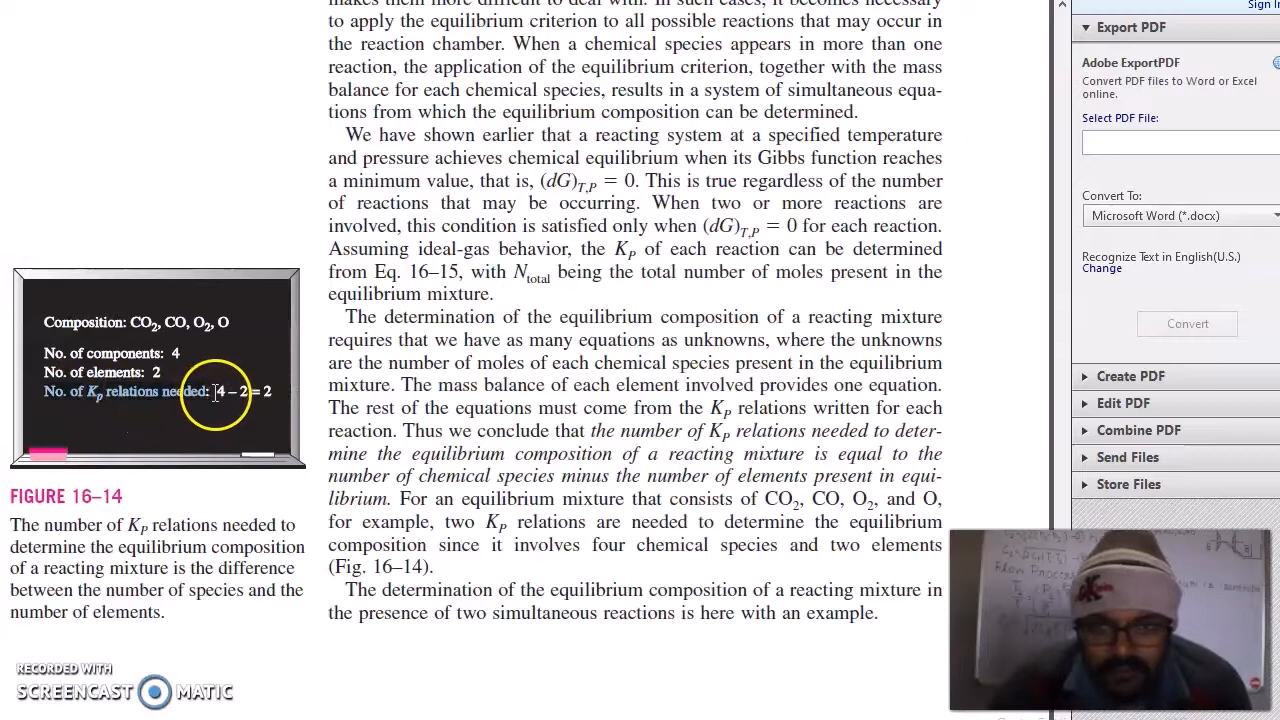 makes them more difficult to deal with. In such cases, it becomes necessary
to apply the equilibrium criterion to all possible reactions that may occur in
the reaction chamber. When a chemical species appears in more than one
reaction, the application of the equilibrium criterion, together with the mass
balance for each chemical species, results in a system of simultaneous equa-
tions from which the equilibrium composition can be determined.
We have shown earlier that a reacting system at a specified temperature
and pressure achieves chemical equilibrium when its Gibbs function reaches
a minimum value, that is, (dG)T,P = 0. This is true regardless of the number
of reactions that may be occurring. When two or more reactions are
involved, this condition is satisfied only when (dG)T,P = 0 for each reaction.
Assuming ideal-gas behavior, the KP of each reaction can be determined
from Eq. 16–15, with Ntotal being the total number of moles present in the
equilibrium mixture.
The determination of the equilibrium composition of a reacting mixture
requires that we have as many equations as unknowns, where the unknowns
are the number of moles of each chemical species present in the equilibrium
mixture. The mass balance of each element involved provides one equation.
The rest of the equations must come from the KP relations written for each
reaction. Thus we conclude that the number of KP relations needed to deter-
mine the equilibrium composition of a reacting mixture is equal to the
number of chemical species minus the number of elements present in equi-
librium. For an equilibrium mixture that consists of CO2, CO, O2, and O,
for example, two KP relations are needed to determine the equilibrium
composition since it involves four chemical species and two elements
(Fig. 16–14).
The determination of the equilibrium composition of a reacting mixture in
in the presence of two simultaneous reactions is here with an example.
Composition: CO2, CO, O2, O
No. of components: 4
No. of elements: 2
No. of Kp relations needed: 4 – 2 = 2
FIGURE 16–14
The number of KP relations needed to
determine the equilibrium composition
of a reacting mixture is the difference
between the number of species and the
number of elements.
RECORDED WITH
SCREENCAST MATIC
Sign In
Export PDF
Adobe ExportPDF
Convert PDF files to Word or Excel
online.
Select PDF File:
Convert To:
Microsoft Word (*.docx)
Recognize Text in English(U.S.)
Change
Convert
Create PDF
Edit PDF
Combine PDF
Send Files
Store Files
Flow Process